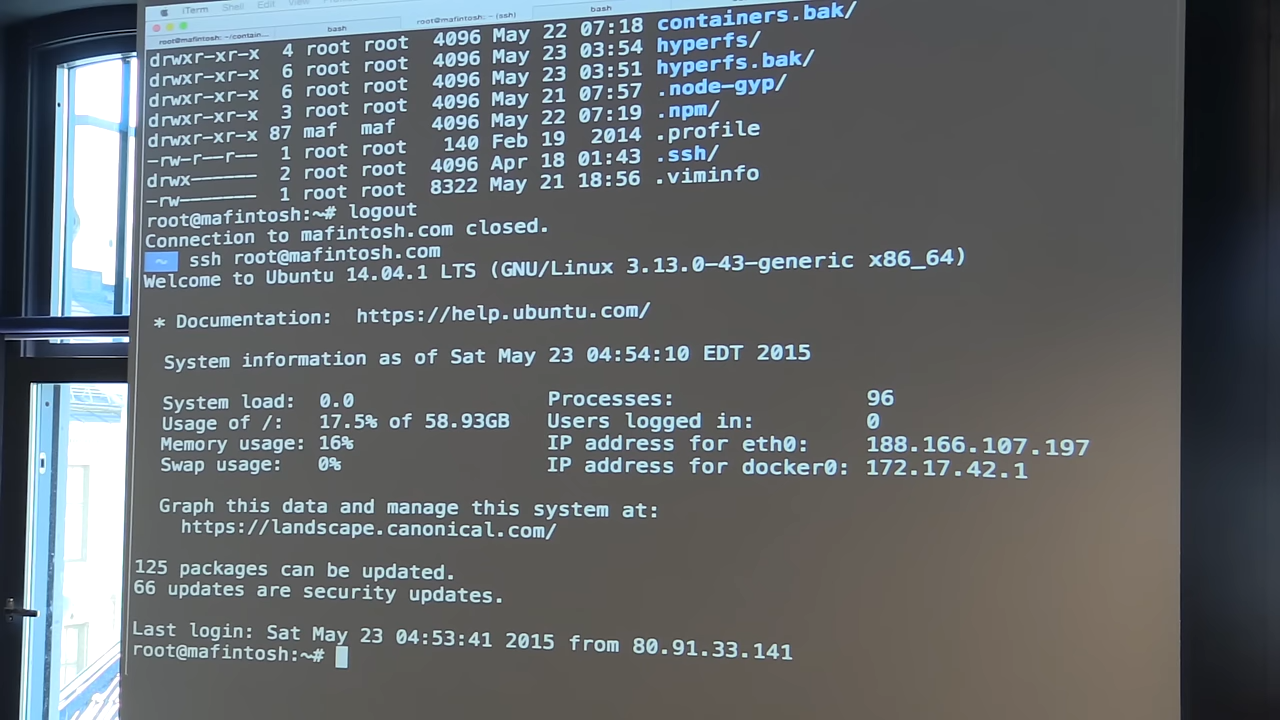 iTerm Shell Edit View
root@mafintosh: ~/contain... bash root@mafintosh: ~ (ssh) bash
drwxr-xr-x 4 root root 4096 May 22 07:18 containers.bak/
drwxr-xr-x 6 root root 4096 May 23 03:54 hyperfs/
drwxr-xr-x 6 root root 4096 May 23 03:51 hyperfs.bak/
drwxr-xr-x 3 root root 4096 May 21 07:57 .node-gyp/
drwxr-xr-x 87 maf maf 4096 May 22 07:19 .npm/
-rw-r--r-- 1 root root 140 Feb 19 2014 .profile
drwx------ 2 root root 4096 Apr 18 01:43 .ssh/
-rw------- 1 root root 8322 May 21 18:56 .viminfo
root@mafintosh:~# logout
Connection to mafintosh.com closed.
~ ssh root@mafintosh.com
Welcome to Ubuntu 14.04.1 LTS (GNU/Linux 3.13.0-43-generic x86_64)
* Documentation: https://help.ubuntu.com/
System information as of Sat May 23 04:54:10 EDT 2015
System load: 0.0 Processes: 96
Usage of /: 17.5% of 58.93GB Users logged in: 0
Memory usage: 16% IP address for eth0: 188.166.107.197
Swap usage: 0% IP address for docker0: 172.17.42.1
Graph this data and manage this system at:
https://landscape.canonical.com/
125 packages can be updated.
66 updates are security updates.
Last login: Sat May 23 04:53:41 2015 from 80.91.33.141
root@mafintosh:~#